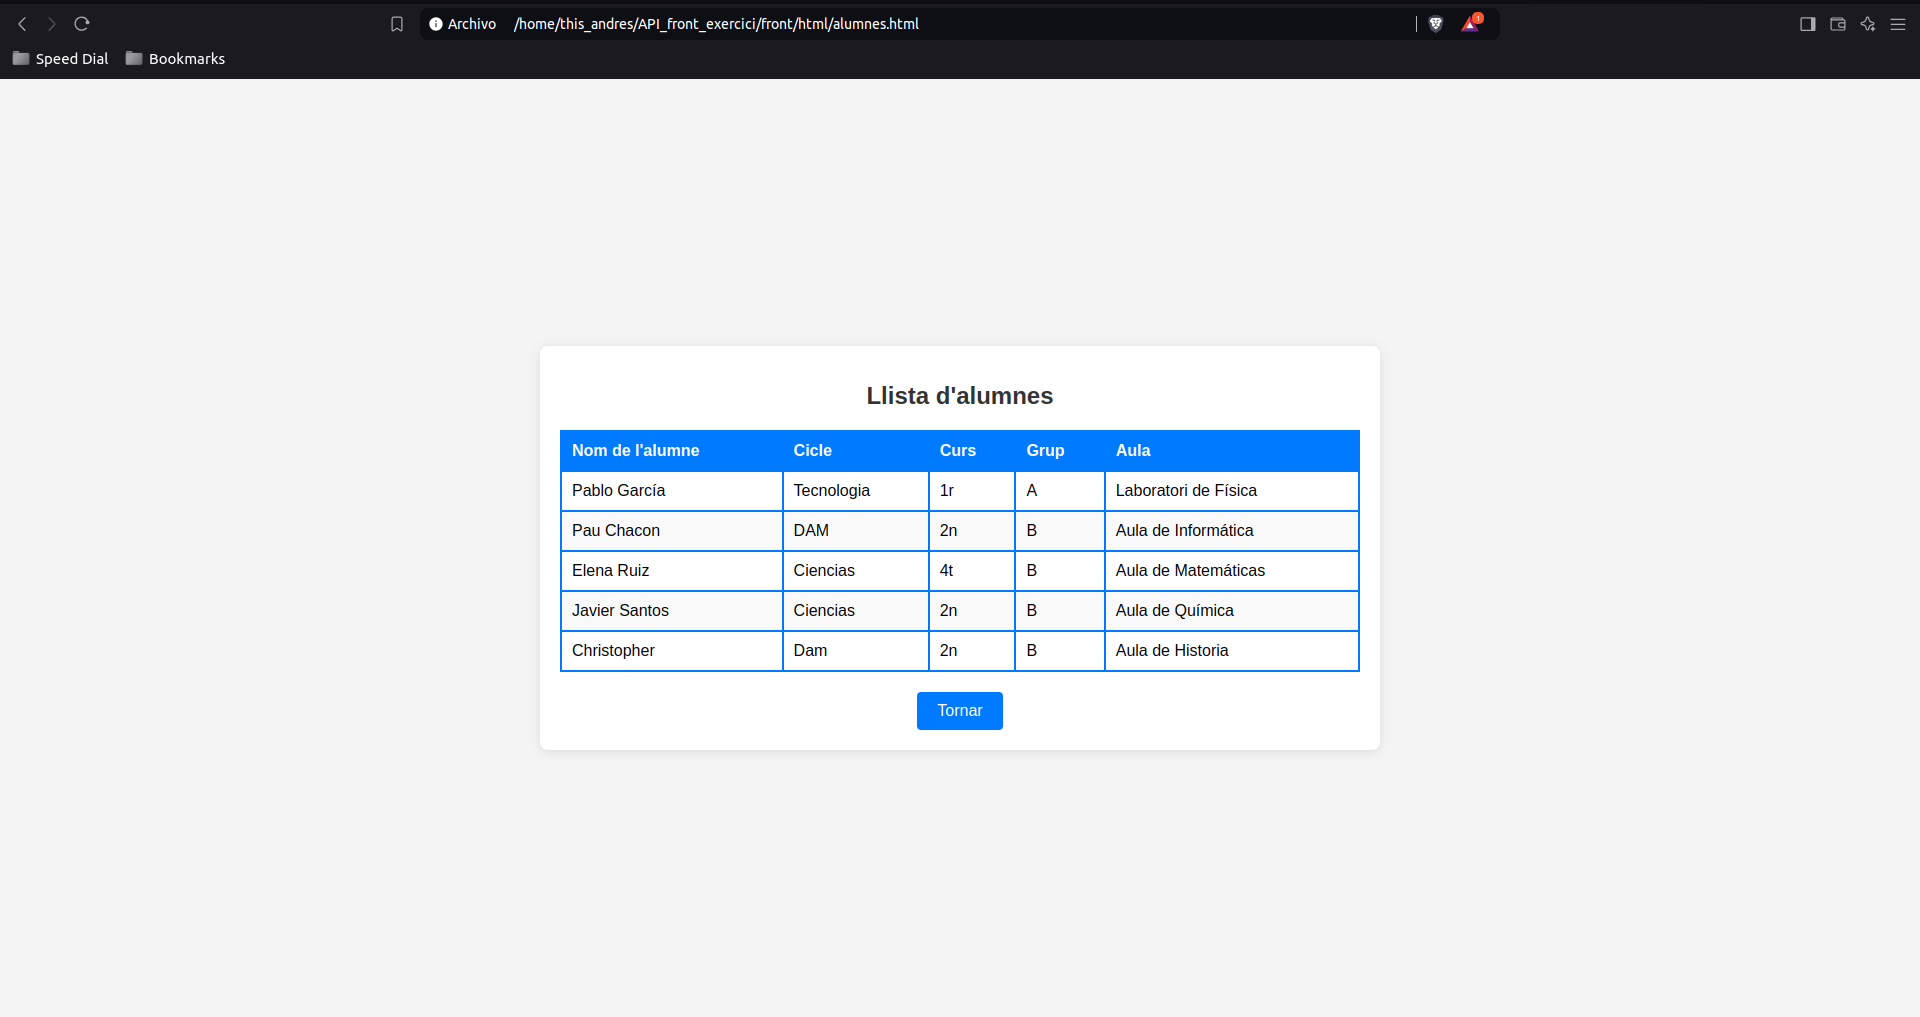 Archivo /home/this_andres/API_front_exercici/front/html/alumnes.html 1
Speed Dial Bookmarks
Llista d'alumnes
Nom de l'alumne Cicle Curs Grup Aula
Pablo García Tecnologia 1r A Laboratori de Física
Pau Chacon DAM 2n B Aula de Informática
Elena Ruiz Ciencias 4t B Aula de Matemáticas
Javier Santos Ciencias 2n B Aula de Química
Christopher Dam 2n B Aula de Historia
Tornar